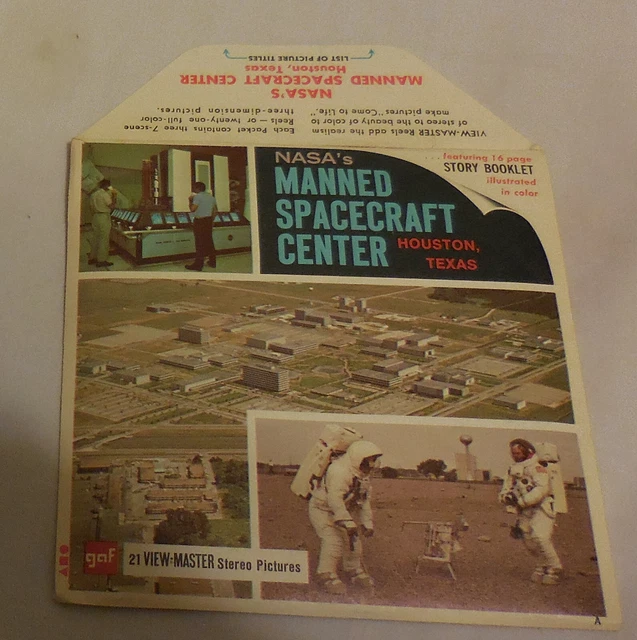 LIST OF PICTURE TITLES
NASA'S
MANNED SPACECRAFT CENTER
Houston, Texas
Each Packet contains three 7-scene
Reels — or twenty-one full-color
three-dimension pictures.
VIEW-MASTER Reels add the realism
of stereo to the beauty of color to
make pictures "Come to Life."
NASA's
MANNED
SPACECRAFT
CENTER
HOUSTON,
TEXAS
...featuring 16 page
STORY BOOKLET
illustrated
in color
gaf
21 VIEW-MASTER Stereo Pictures
A